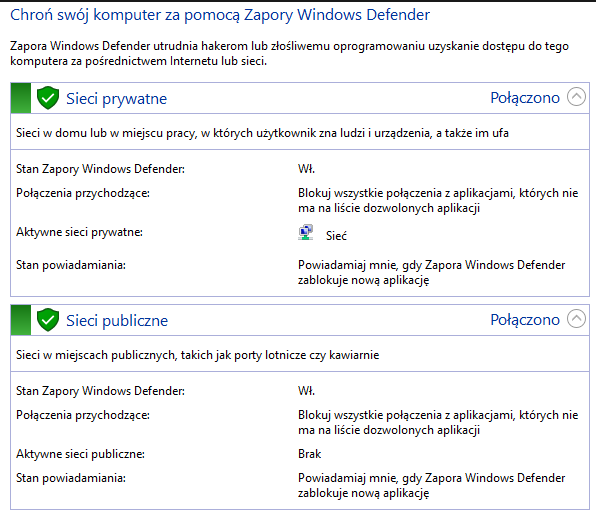 Chroń swój komputer za pomocą Zapory Windows Defender
Zapora Windows Defender utrudnia hakerom lub złośliwemu oprogramowaniu uzyskanie dostępu do tego
komputera za pośrednictwem Internetu lub sieci.
Sieci prywatne Połączono
Sieci w domu lub w miejscu pracy, w których użytkownik zna ludzi i urządzenia, a także im ufa
Stan Zapory Windows Defender: Wł.
Połączenia przychodzące: Blokuj wszystkie połączenia z aplikacjami, których nie
ma na liście dozwolonych aplikacji
Aktywne sieci prywatne: Sieć
Stan powiadamiania: Powiadamiaj mnie, gdy Zapora Windows Defender
zablokuje nową aplikację
Sieci publiczne Połączono
Sieci w miejscach publicznych, takich jak porty lotnicze czy kawiarnie
Stan Zapory Windows Defender: Wł.
Połączenia przychodzące: Blokuj wszystkie połączenia z aplikacjami, których nie
ma na liście dozwolonych aplikacji
Aktywne sieci publiczne: Brak
Stan powiadamiania: Powiadamiaj mnie, gdy Zapora Windows Defender
zablokuje nową aplikację